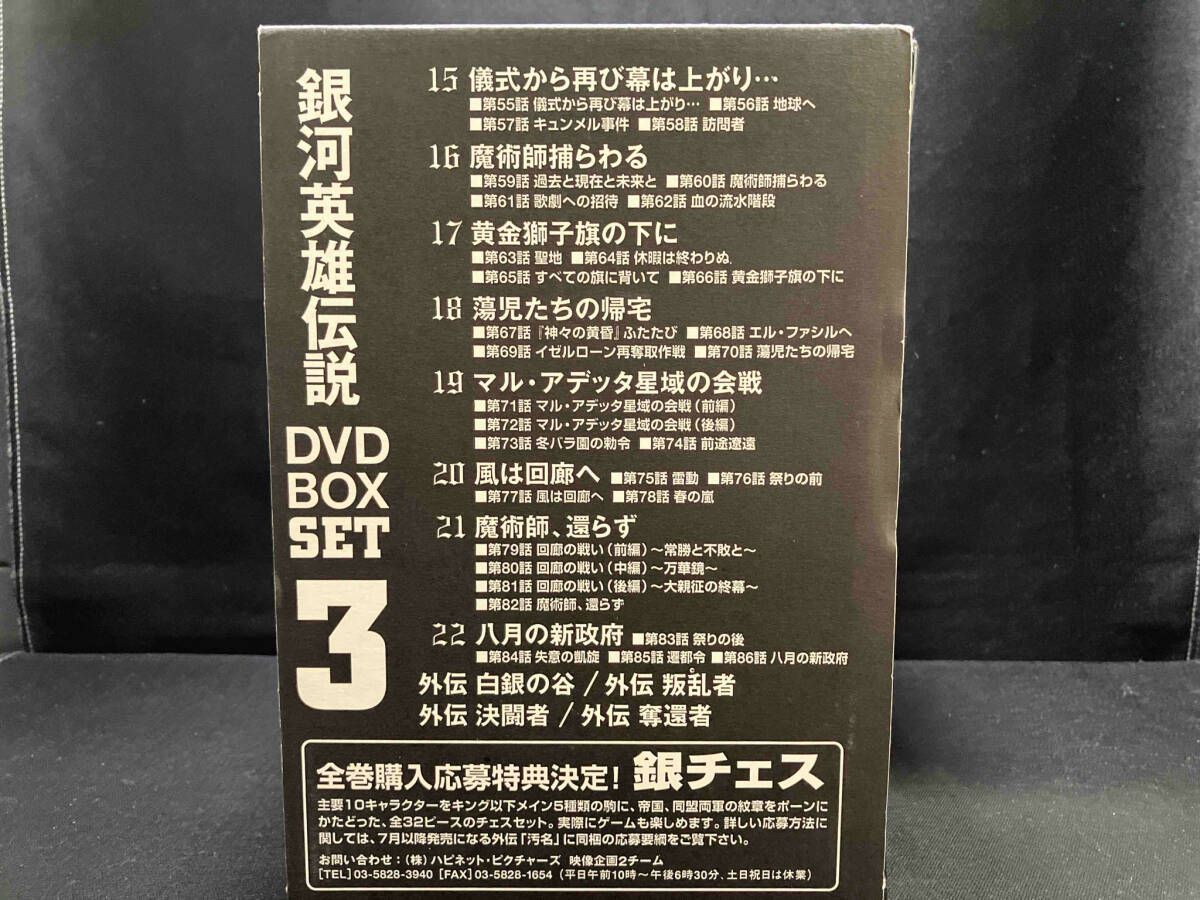 銀河英雄伝説
DVD
BOX
SET
3
15 儀式から再び幕は上がり…
■第55話 儀式から再び幕は上がり… ■第56話 地球へ
■第57話 キュンメル事件 ■第58話 訪問者
16 魔術師捕らわる
■第59話 過去と現在と未来と ■第60話 魔術師捕らわる
■第61話 歌劇への招待 ■第62話 血の流水階段
17 黄金獅子旗の下に
■第63話 聖地 ■第64話 休暇は終わりぬ
■第65話 すべての旗に背いて ■第66話 黄金獅子旗の下に
18 蕩児たちの帰宅
■第67話『神々の黄昏』ふたたび ■第68話 エル・ファシルへ
■第69話 イゼルローン再奪取作戦 ■第70話 蕩児たちの帰宅
19 マル・アデッタ星域の会戦
■第71話 マル・アデッタ星域の会戦（前編）
■第72話 マル・アデッタ星域の会戦（後編）
■第73話 冬バラ園の勅令 ■第74話 前途遼遠
20 風は回廊へ ■第75話 雷動 ■第76話 祭りの前
■第77話 風は回廊へ ■第78話 春の嵐
21 魔術師、還らず
■第79話 回廊の戦い（前編）～常勝と不敗と～
■第80話 回廊の戦い（中編）～万華鏡～
■第81話 回廊の戦い（後編）～大親征の終幕～
■第82話 魔術師、還らず
22 八月の新政府 ■第83話 祭りの後
■第84話 失意の凱旋 ■第85話 遷都令 ■第86話 八月の新政府
外伝 白銀の谷 / 外伝 叛乱者
外伝 決闘者 / 外伝 奪還者
全巻購入応募特典決定! 銀チェス
主要10キャラクターをキング以下メイン5種類の駒に、帝国、同盟両軍の紋章をポーンに
かたどった、全32ピースのチェスセット。実際にゲームも楽しめます。詳しい応募方法に
関しては、7月以降発売になる外伝「汚名」に同梱の応募要綱をご覧下さい。
お問い合わせ：（株）ハピネット・ピクチャーズ 映像企画2チーム
[TEL]03-5828-3940 [FAX]03-5828-1654（平日午前10時～午後6時30分、土日祝日は休業）